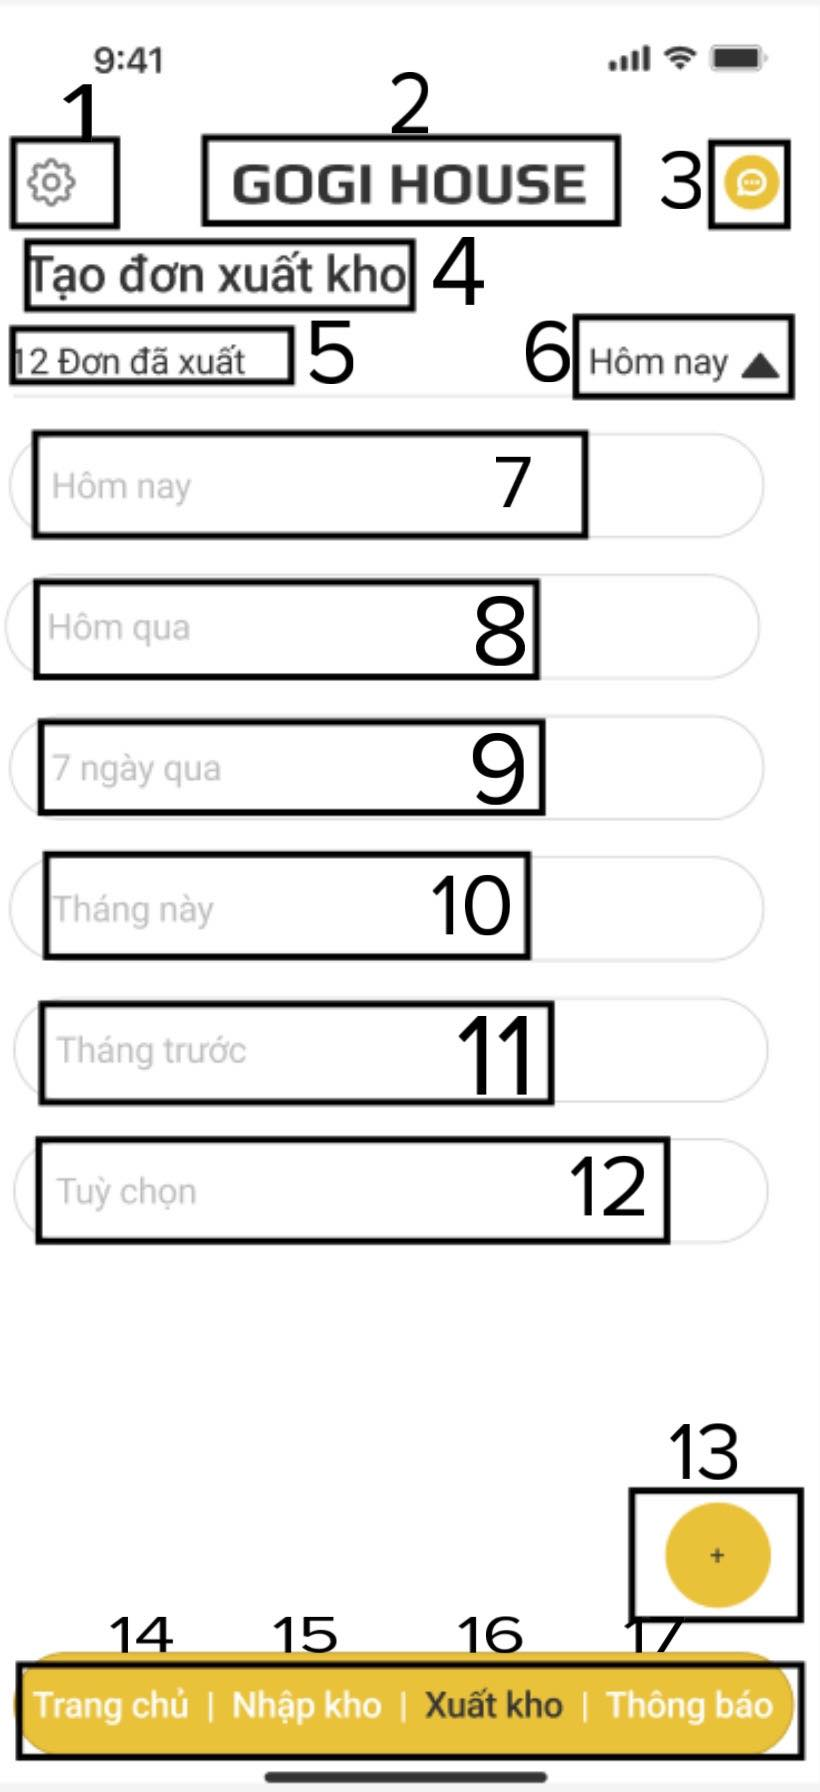 9:41
1
2
GOGI HOUSE
3
Tạo đơn xuất kho
4
12 Đơn đã xuất
5
6
Hôm nay
Hôm nay
7
Hôm qua
8
7 ngày qua
9
Tháng này
10
Tháng trước
11
Tuỳ chọn
12
13
+
14 15 16 17
Trang chủ | Nhập kho | Xuất kho | Thông báo